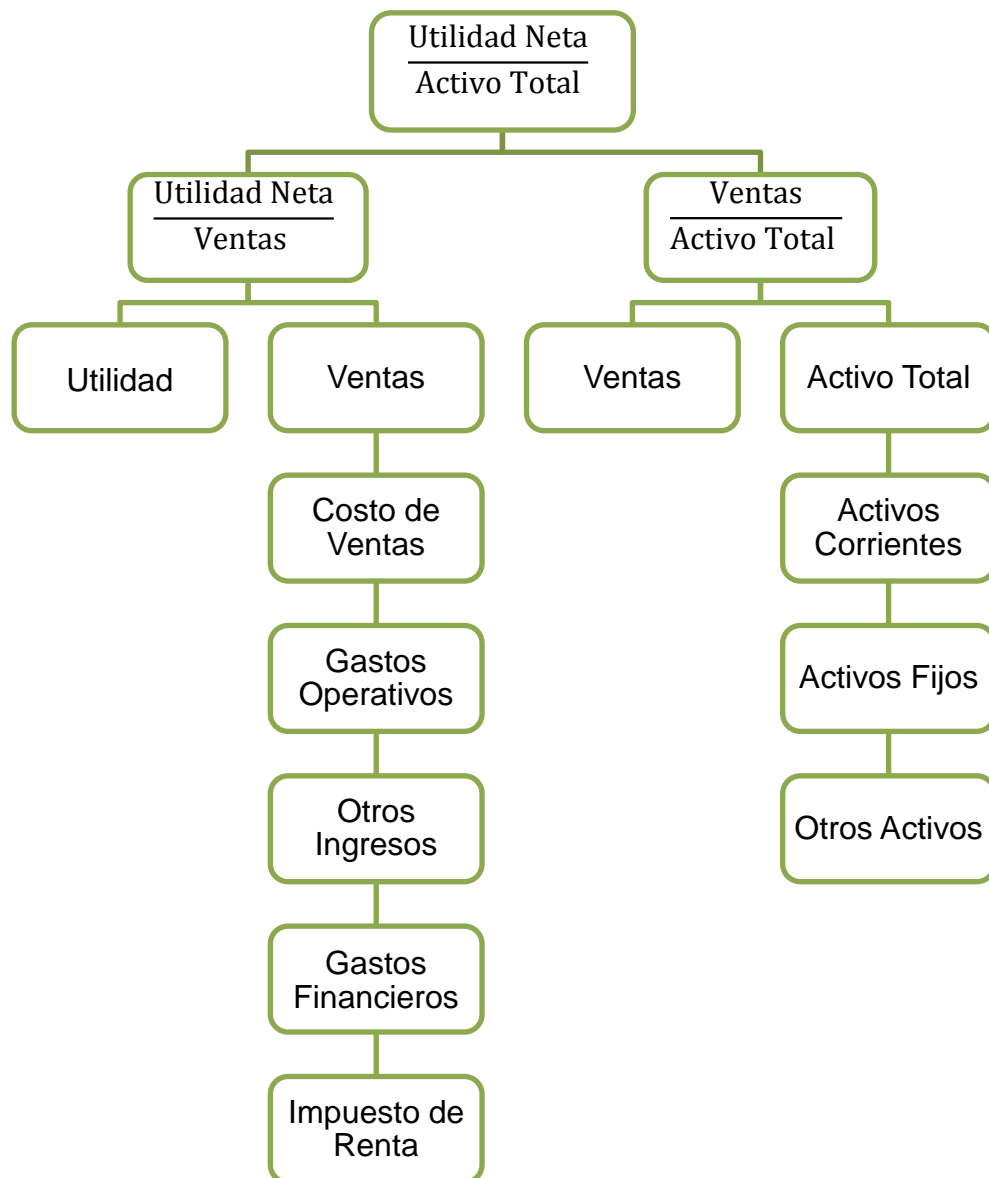 Utilidad Neta
Activo Total
Utilidad Neta
Ventas
Ventas
Activo Total
Utilidad
Ventas
Ventas
Activo Total
Costo de
Ventas
Activos
Corrientes
Gastos
Operativos
Activos Fijos
Otros
Ingresos
Otros Activos
Gastos
Financieros
Impuesto de
Renta